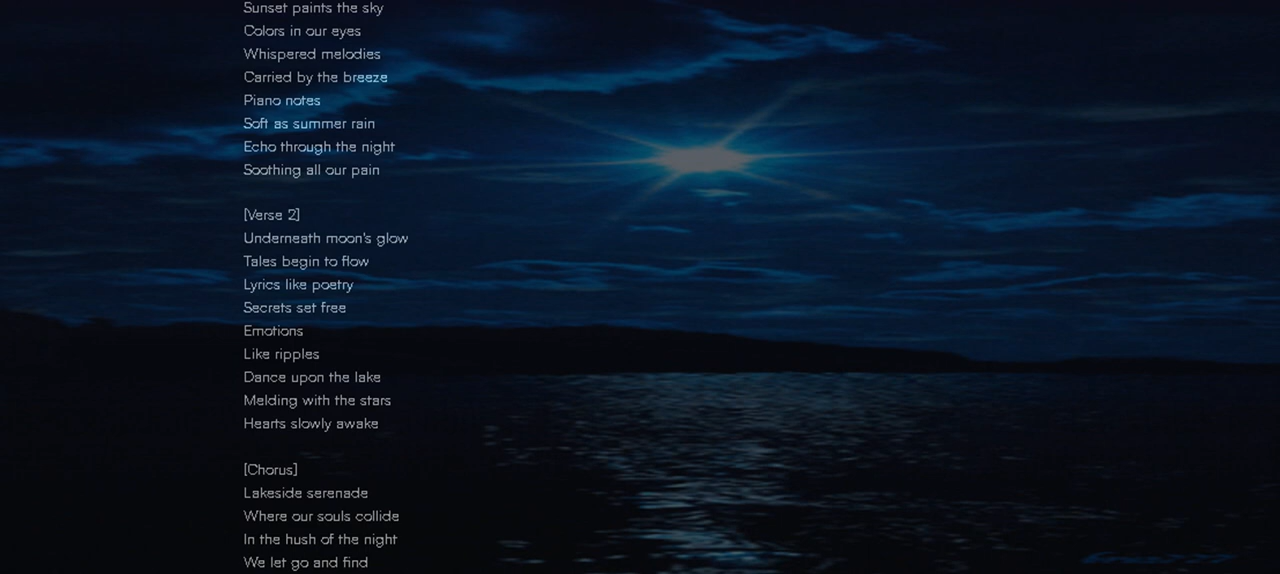 Sunset paints the sky
Colors in our eyes
Whispered melodies
Carried by the breeze
Piano notes
Soft as summer rain
Echo through the night
Soothing all our pain
[Verse 2]
Underneath moon's glow
Tales begin to flow
Lyrics like poetry
Secrets set free
Emotions
Like ripples
Dance upon the lake
Melding with the stars
Hearts slowly awake
[Chorus]
Lakeside serenade
Where our souls collide
In the hush of the night
We let go and find